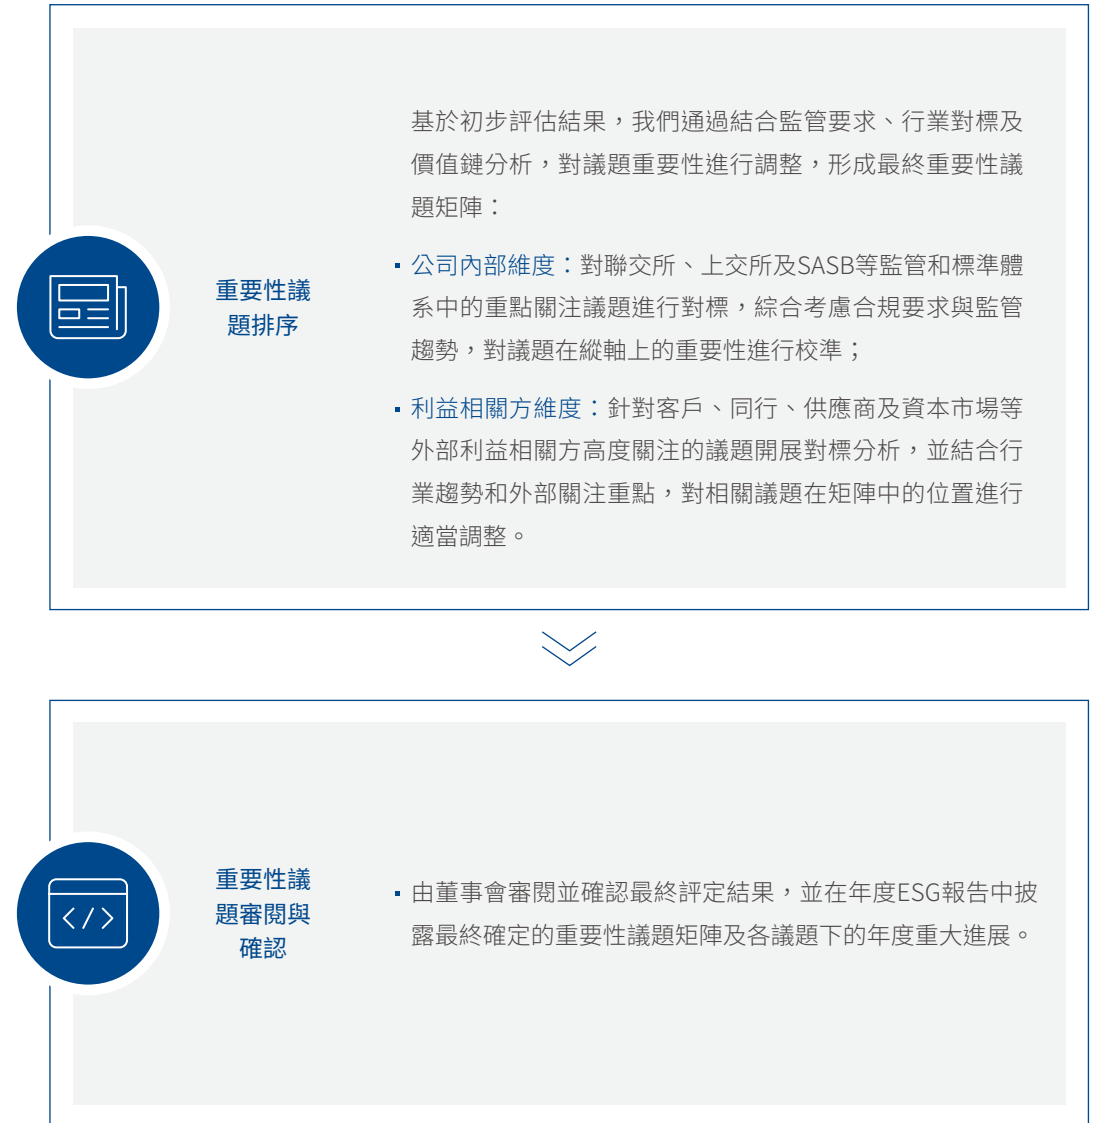 基於初步評估結果，我們通過結合監管要求、行業對標及
價值鏈分析，對議題重要性進行調整，形成最終重要性議
題矩陣：
重要性議
題排序
▪ 公司內部維度：對聯交所、上交所及SASB等監管和標準體
系中的重點關注議題進行對標，綜合考慮合規要求與監管
趨勢，對議題在縱軸上的重要性進行校準；
▪ 利益相關方維度：針對客戶、同行、供應商及資本市場等
外部利益相關方高度關注的議題開展對標分析，並結合行
業趨勢和外部關注重點，對相關議題在矩陣中的位置進行
適當調整。
重要性議
題審閱與
確認
▪ 由董事會審閱並確認最終評定結果，並在年度ESG報告中披
露最終確定的重要性議題矩陣及各議題下的年度重大進展。